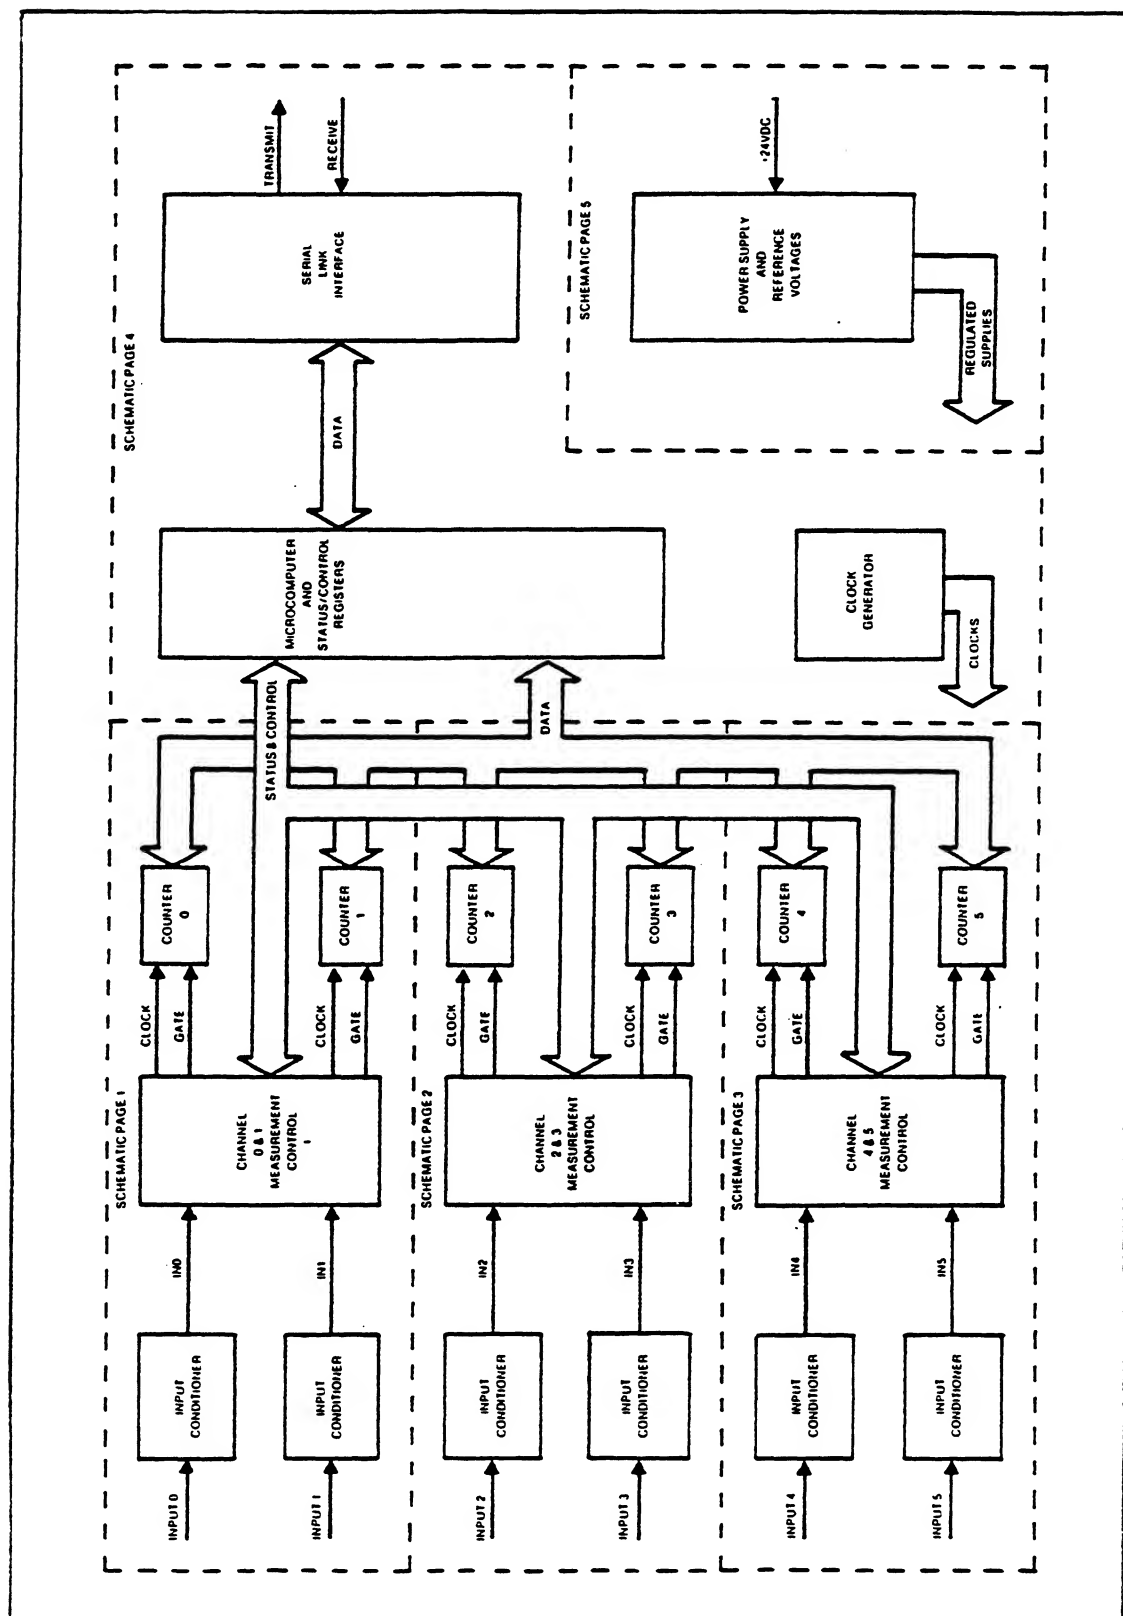 SCHEMATIC PAGE 1
INPUT 0
INPUT
CONDITIONER
IN0
INPUT 1
INPUT
CONDITIONER
IN1
CHANNEL
0 & 1
MEASUREMENT
CONTROL
CLOCK
GATE
COUNTER
0
CLOCK
GATE
COUNTER
1
SCHEMATIC PAGE 2
INPUT 2
INPUT
CONDITIONER
IN2
INPUT 3
INPUT
CONDITIONER
IN3
CHANNEL
2 & 3
MEASUREMENT
CONTROL
CLOCK
GATE
COUNTER
2
CLOCK
GATE
COUNTER
3
SCHEMATIC PAGE 3
INPUT 4
INPUT
CONDITIONER
IN4
INPUT 5
INPUT
CONDITIONER
IN5
CHANNEL
4 & 5
MEASUREMENT
CONTROL
CLOCK
GATE
COUNTER
4
CLOCK
GATE
COUNTER
5
STATUS & CONTROL
DATA
SCHEMATIC PAGE 4
MICROCOMPUTER
AND
STATUS/CONTROL
REGISTERS
DATA
SERIAL
LINK
INTERFACE
TRANSMIT
RECEIVE
CLOCK
GENERATOR
CLOCKS
SCHEMATIC PAGE 5
+24VDC
POWER SUPPLY
AND
REFERENCE
VOLTAGES
REGULATED
SUPPLIES